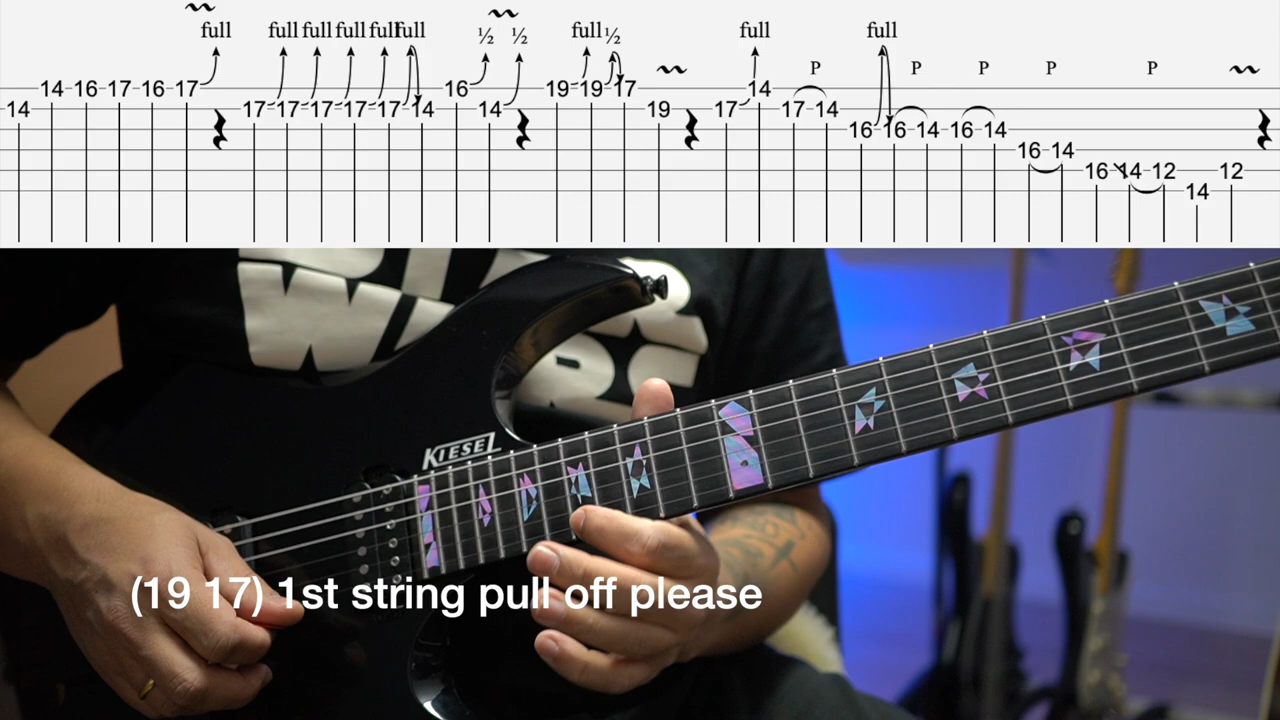 full full full full full full ½ ½ full ½ full full
P P P P P
14 16 17 16 17 16 19 19 17 14
14 17 17 17 17 17 14 14 19 17 17 14
16 16 14 16 14
16 14
16 14 12 12
14
KIESEL
(19 17) 1st string pull off please